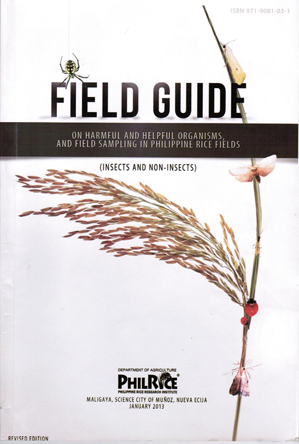 ISBN 971-9081-83-1
FIELD GUIDE
ON HARMFUL AND HELPFUL ORGANISMS,
AND FIELD SAMPLING IN PHILIPPINE RICE FIELDS
(INSECTS AND NON-INSECTS)
DEPARTMENT OF AGRICULTURE
PHILRICE
PHILIPPINE RICE RESEARCH INSTITUTE
MALIGAYA, SCIENCE CITY OF MUÑOZ, NUEVA ECIJA
JANUARY 2013
REVISED EDITION